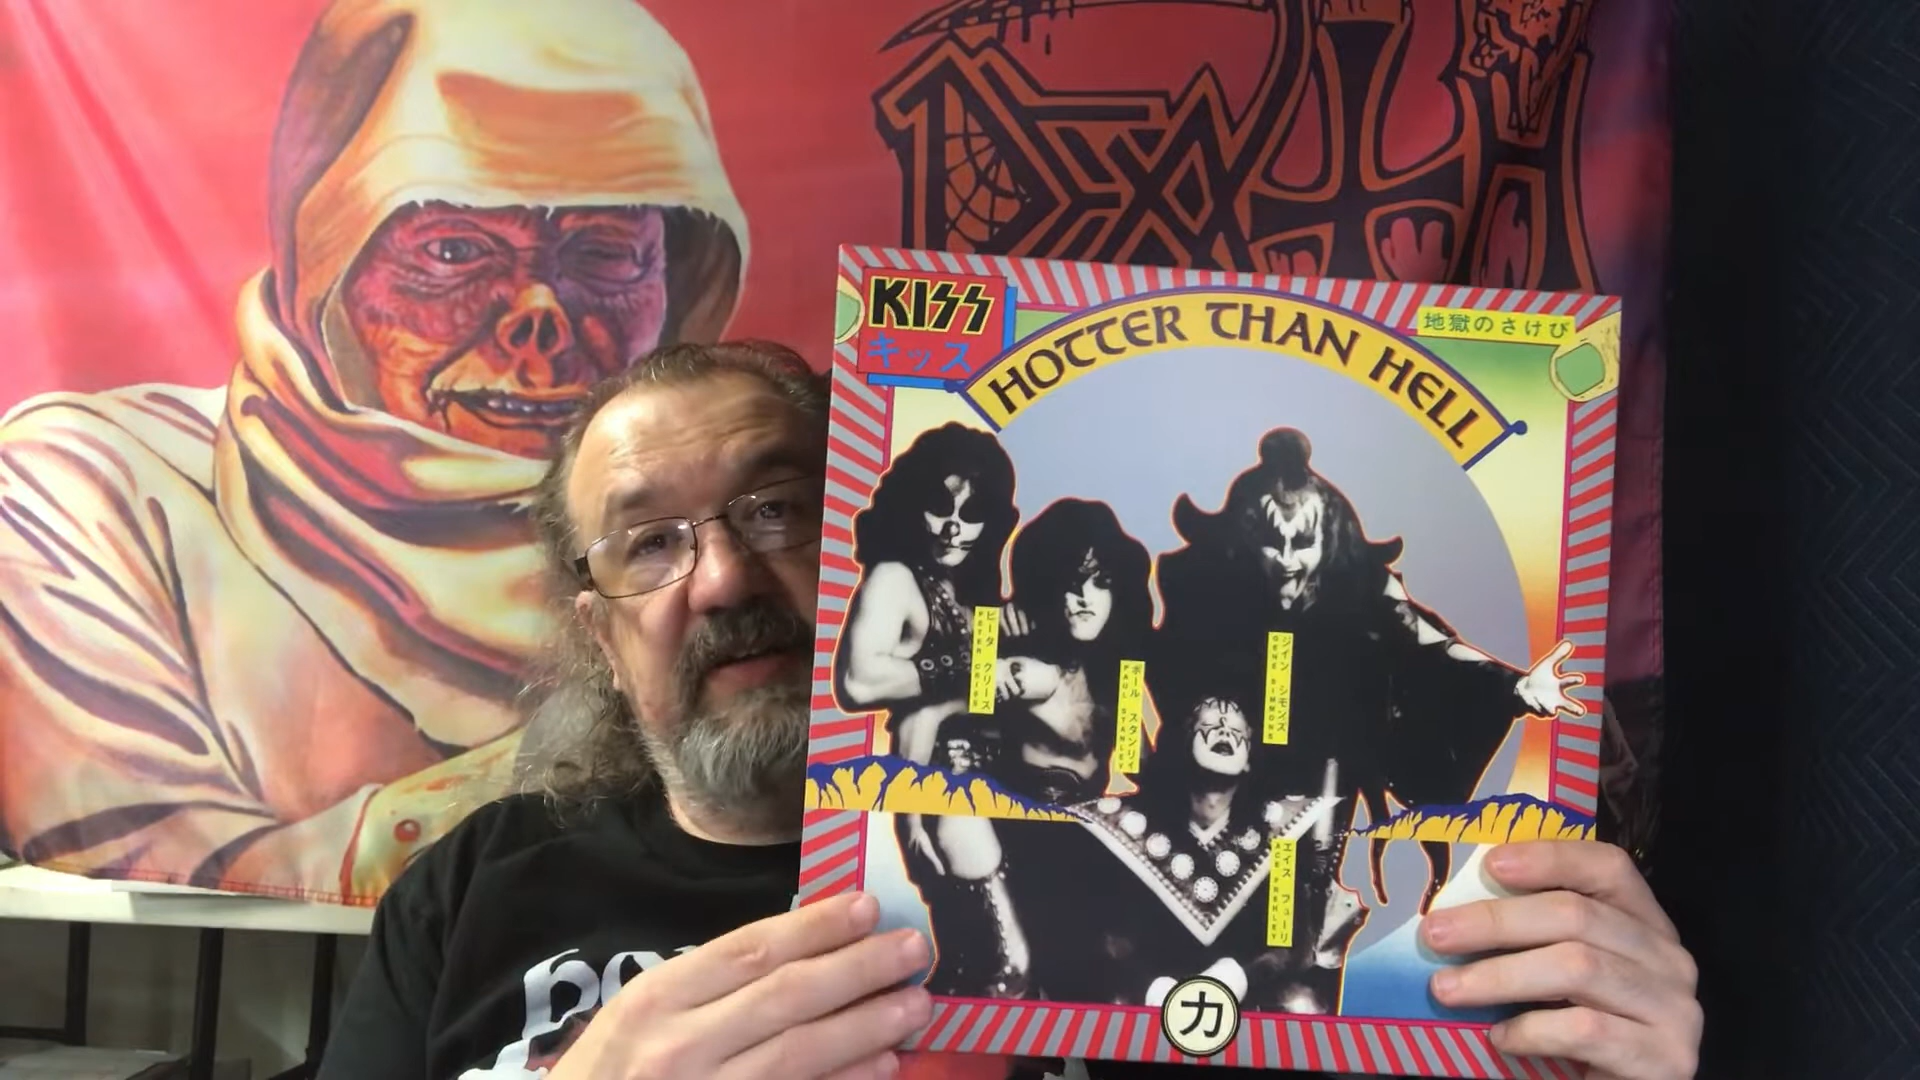 DEATH
KISS
キッス
HOTTER THAN HELL
地獄のさけび
ピータ クリース
PETER CRISS
ポール スタンリィ
PAUL STANLEY
ジイン シモンズ
GENE SIMMONS
エイス フューリ
ACE FREHLEY
力